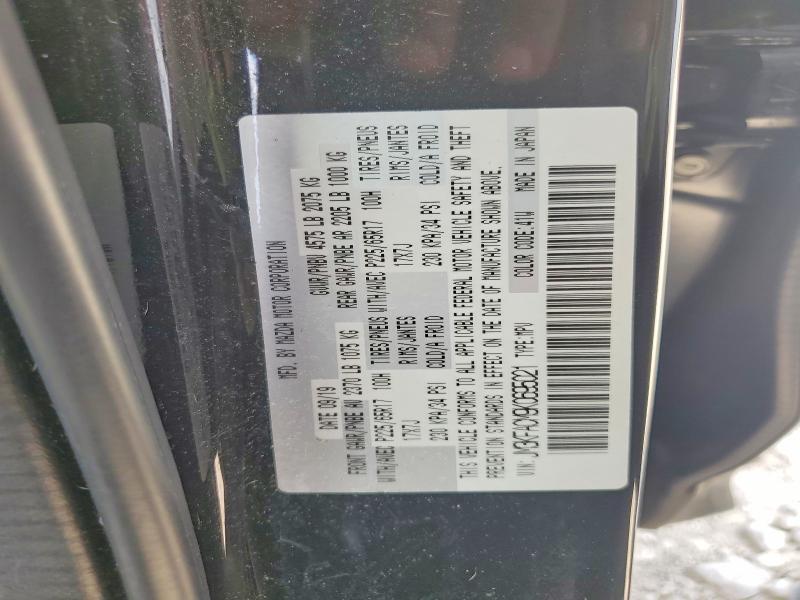 MFD. BY MAZDA MOTOR CORPORATION
DATE 09/19 GVWR/PNBV 4575 LB 2075 KG
FRONT GAWR/PNBE AV 2370 LB 1075 KG REAR GAWR/PNBE AR 2205 LB 1000 KG
TIRES/PNEUS TIRES/PNEUS
WITH/AVEC P225/65R17 100H WITH/AVEC P225/65R17 100H
RIMS/JANTES RIMS/JANTES
17X7J 17X7J
COLD/A FROID COLD/A FROID
230 KPA/34 PSI 230 KPA/34 PSI
THIS VEHICLE CONFORMS TO ALL APPLICABLE FEDERAL MOTOR VEHICLE SAFETY AND THEFT
PREVENTION STANDARDS IN EFFECT ON THE DATE OF MANUFACTURE SHOWN ABOVE.
VIN: TYPE:MPV COLOR CODE:41W MADE IN JAPAN